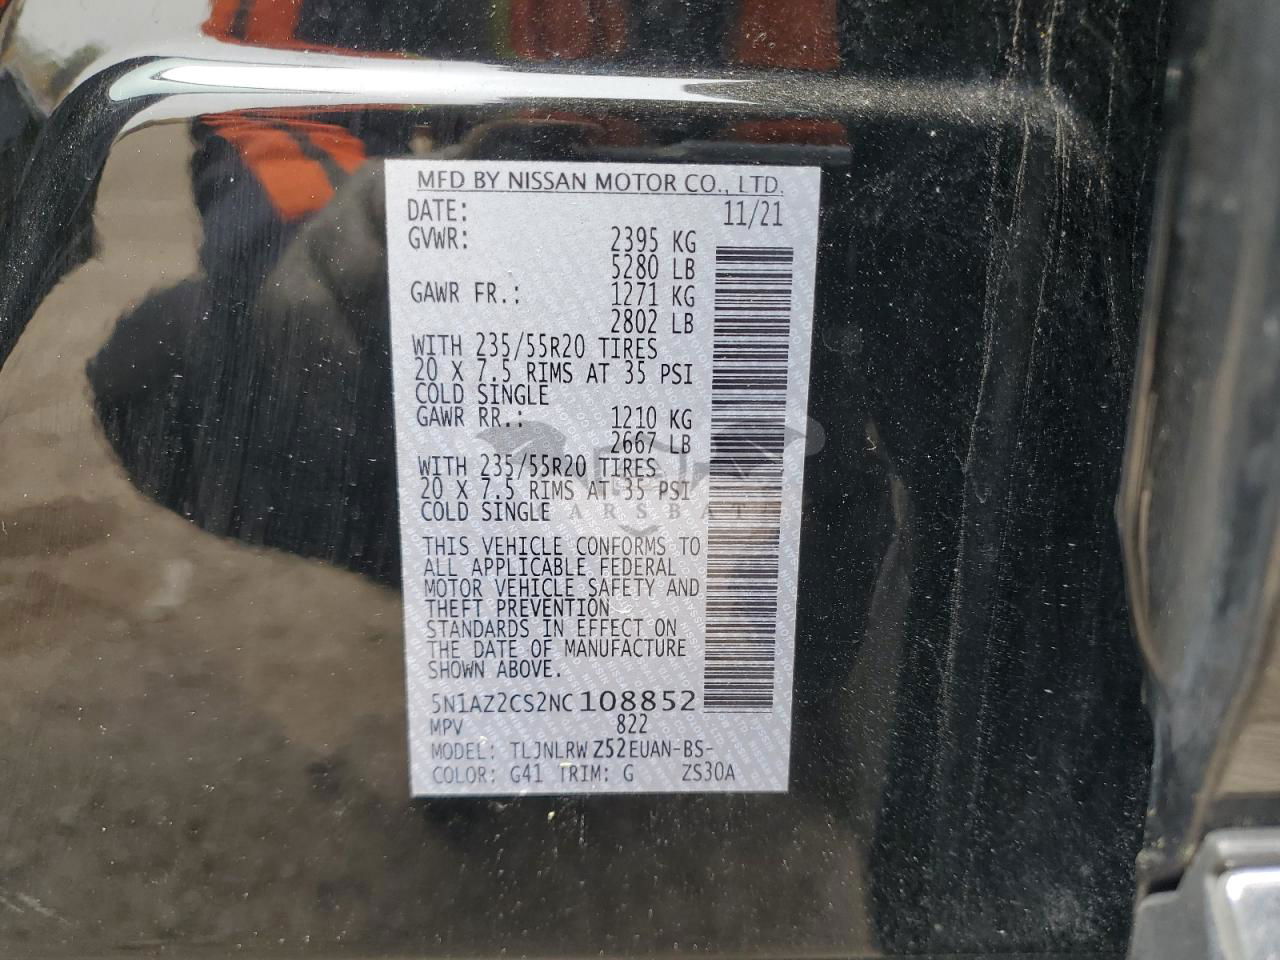 MFD BY NISSAN MOTOR CO., LTD.
DATE: 11/21
GVWR: 2395 KG
5280 LB
GAWR FR.: 1271 KG
2802 LB
WITH 235/55R20 TIRES
20 X 7.5 RIMS AT 35 PSI
COLD SINGLE
GAWR RR.: 1210 KG
2667 LB
WITH 235/55R20 TIRES
20 X 7.5 RIMS AT 35 PSI
COLD SINGLE
THIS VEHICLE CONFORMS TO
ALL APPLICABLE FEDERAL
MOTOR VEHICLE SAFETY AND
THEFT PREVENTION
STANDARDS IN EFFECT ON
THE DATE OF MANUFACTURE
SHOWN ABOVE.
5N1AZ2CS2NC108852
MPV 822
MODEL: TLJNLRW Z52EUAN-BS-
COLOR: G41 TRIM: G ZS30A